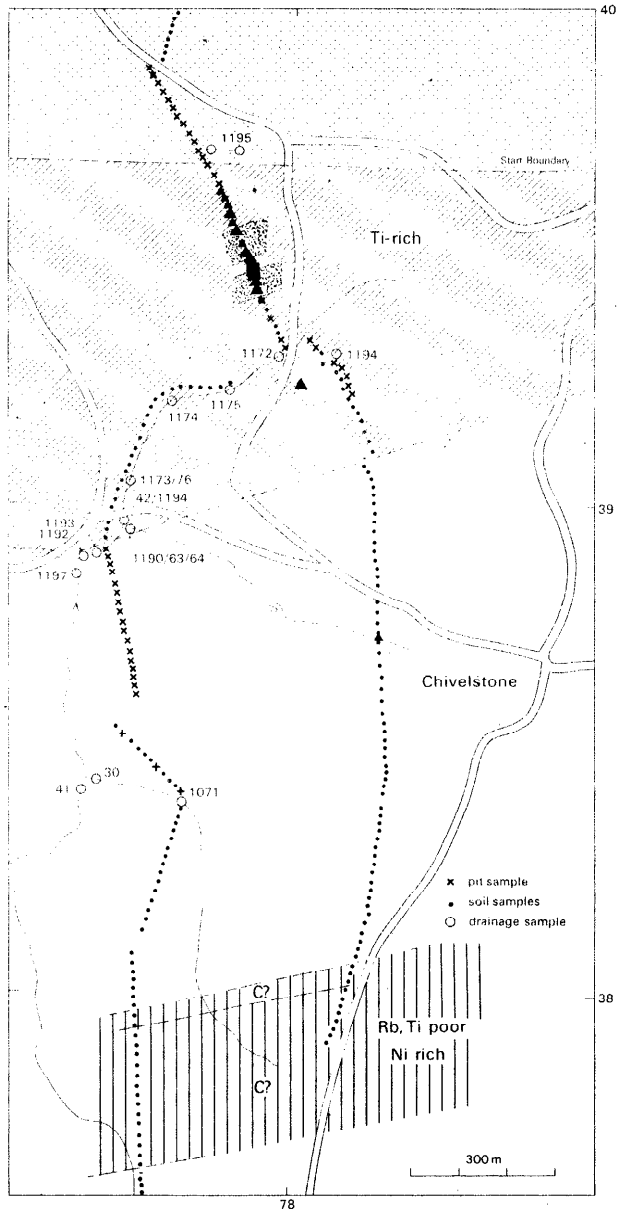 40
1195
Start Boundary
Ti-rich
1172
1194
1175
1174
1173/76
42/1194
39
1193
1192
1190/63/64
1197
Chivelstone
30
41
1071
x pit sample
• soil samples
○ drainage sample
C?
38
Rb, Ti poor
Ni rich
C?
300 m
78